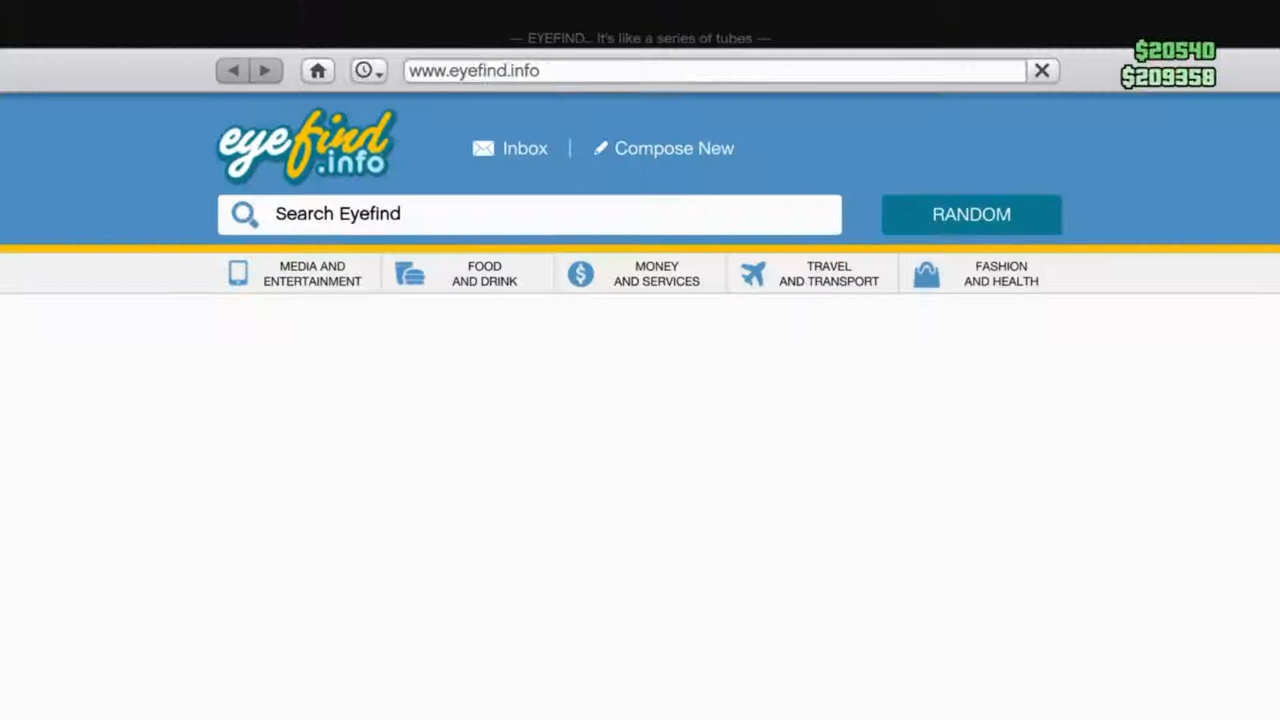 — EYEFIND... It's like a series of tubes —
www.eyefind.info
$20540
$209358
eyefind
.info
Inbox
Compose New
Search Eyefind
RANDOM
MEDIA AND
ENTERTAINMENT
FOOD
AND DRINK
MONEY
AND SERVICES
TRAVEL
AND TRANSPORT
FASHION
AND HEALTH